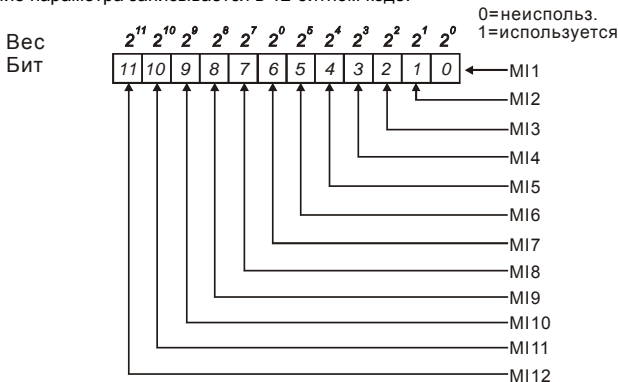 ние параметра записывается в 12-битном коде.
0=неиспольз.
1=используется
Вес 2¹¹ 2¹⁰ 2⁹ 2⁸ 2⁷ 2⁰ 2⁵ 2⁴ 2³ 2² 2¹ 2⁰
Бит 11 10 9 8 7 6 5 4 3 2 1 0
MI1
MI2
MI3
MI4
MI5
MI6
MI7
MI8
MI9
MI10
MI11
MI12